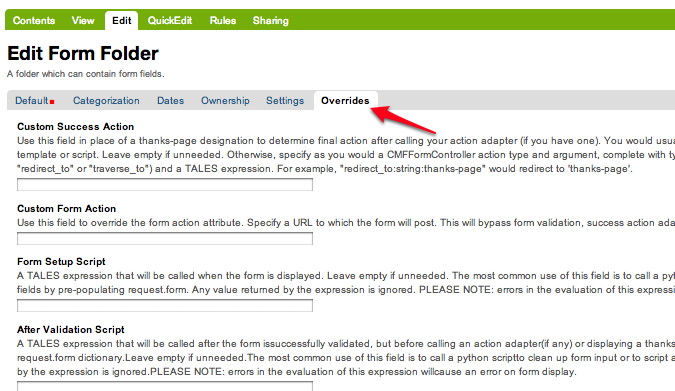 Contents View Edit QuickEdit Rules Sharing
Edit Form Folder
A folder which can contain form fields.
Default Categorization Dates Ownership Settings Overrides
Custom Success Action
Use this field in place of a thanks-page designation to determine final action after calling your action adapter (if you have one). You would usua
template or script. Leave empty if unneeded. Otherwise, specify as you would a CMFFormController action type and argument, complete with ty
"redirect_to" or "traverse_to") and a TALES expression. For example, "redirect_to:string:thanks-page" would redirect to 'thanks-page'.
Custom Form Action
Use this field to override the form action attribute. Specify a URL to which the form will post. This will bypass form validation, success action ada
Form Setup Script
A TALES expression that will be called when the form is displayed. Leave empty if unneeded. The most common use of this field is to call a pyt
fields by pre-populating request.form. Any value returned by the expression is ignored. PLEASE NOTE: errors in the evaluation of this expressi
After Validation Script
A TALES expression that will be called after the form issuccessfully validated, but before calling an action adapter(if any) or displaying a thanks
request.form dictionary.Leave empty if unneeded.The most common use of this field is to call a python scriptto clean up form input or to script a
by the expression is ignored.PLEASE NOTE: errors in the evaluation of this expression willcause an error on form display.